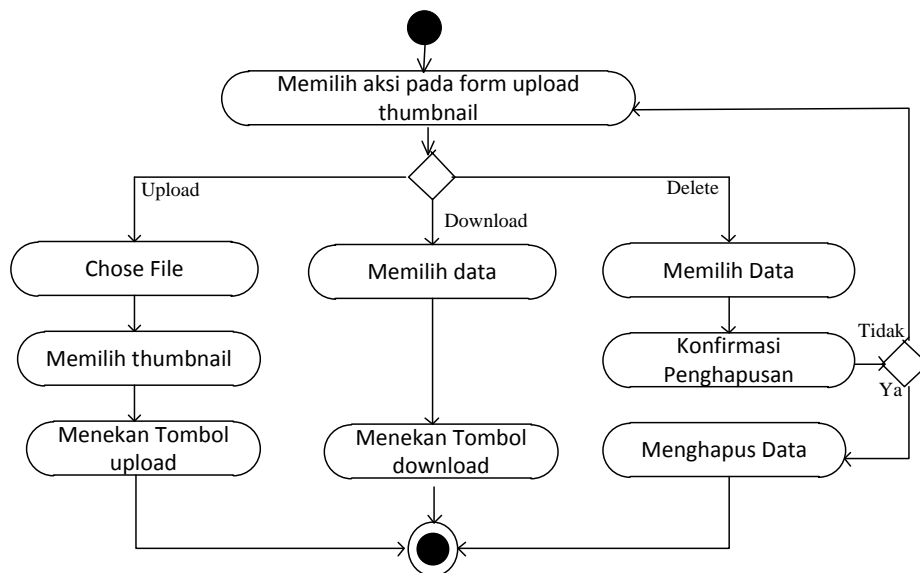 Memilih aksi pada form upload
thumbnail
Upload
Download
Delete
Chose File
Memilih data
Memilih Data
Memilih thumbnail
Konfirmasi
Penghapusan
Tidak
Ya
Menekan Tombol
upload
Menekan Tombol
download
Menghapus Data